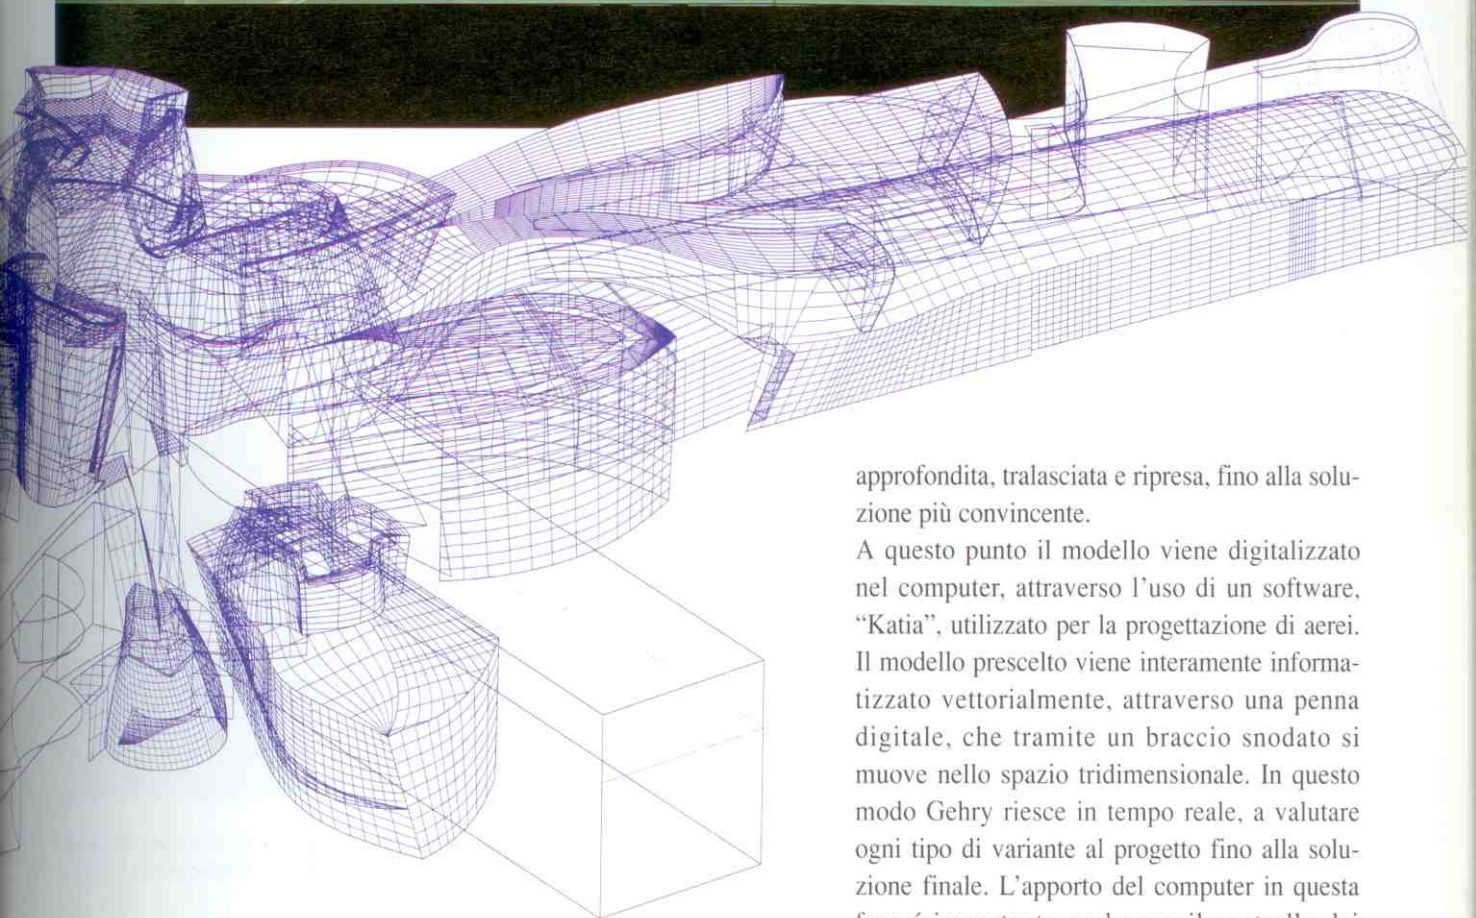 approfondita, tralasciata e ripresa, fino alla solu-
zione più convincente.
A questo punto il modello viene digitalizzato
nel computer, attraverso l'uso di un software,
“Katia”, utilizzato per la progettazione di aerei.
Il modello prescelto viene interamente informa-
tizzato vettorialmente, attraverso una penna
digitale, che tramite un braccio snodato si
muove nello spazio tridimensionale. In questo
modo Gehry riesce in tempo reale, a valutare
ogni tipo di variante al progetto fino alla solu-
zione finale. L'apporto del computer in questa